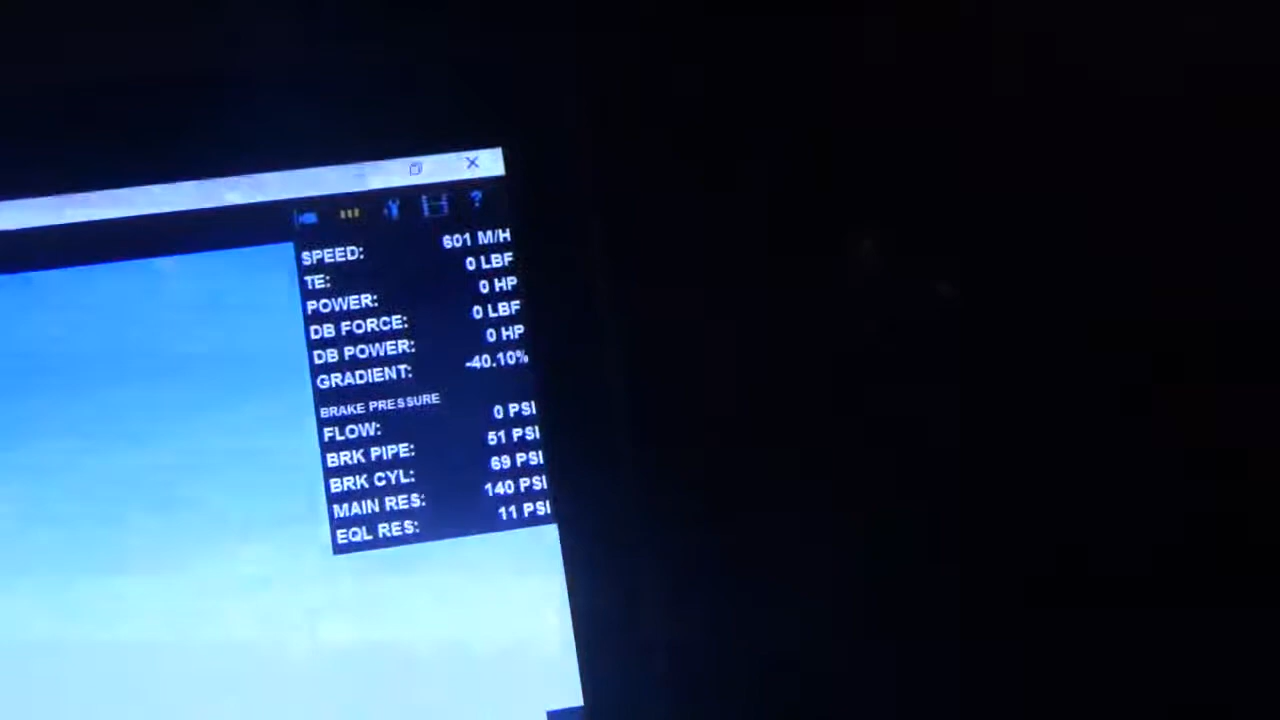 SPEED: 601 M/H
TE: 0 LBF
POWER: 0 HP
DB FORCE: 0 LBF
DB POWER: 0 HP
GRADIENT: -40.10%
BRAKE PRESSURE
FLOW: 0 PSI
BRK PIPE: 51 PSI
BRK CYL: 69 PSI
MAIN RES: 140 PSI
EQL RES: 11 PSI